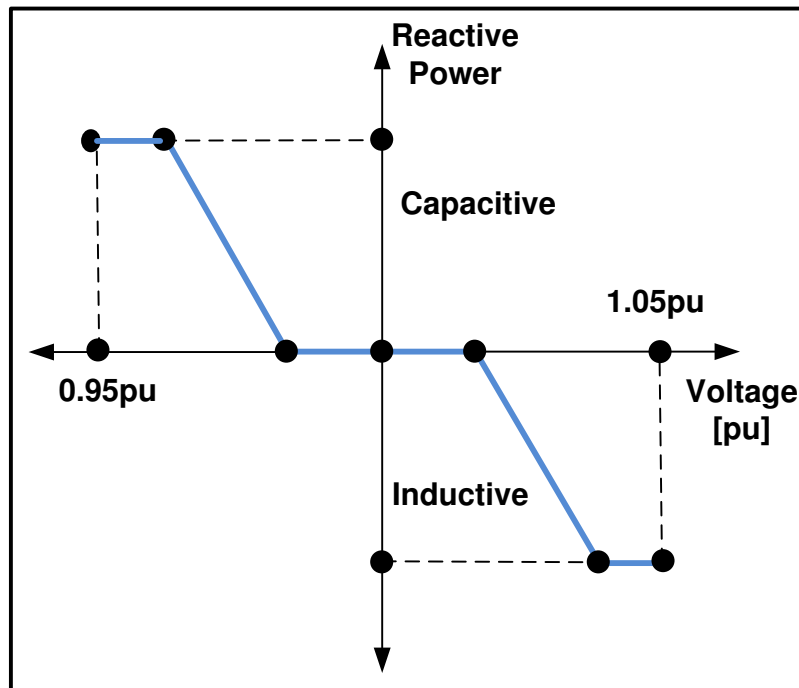 Reactive
Power
Capacitive
1.05pu
0.95pu
Voltage
[pu]
Inductive